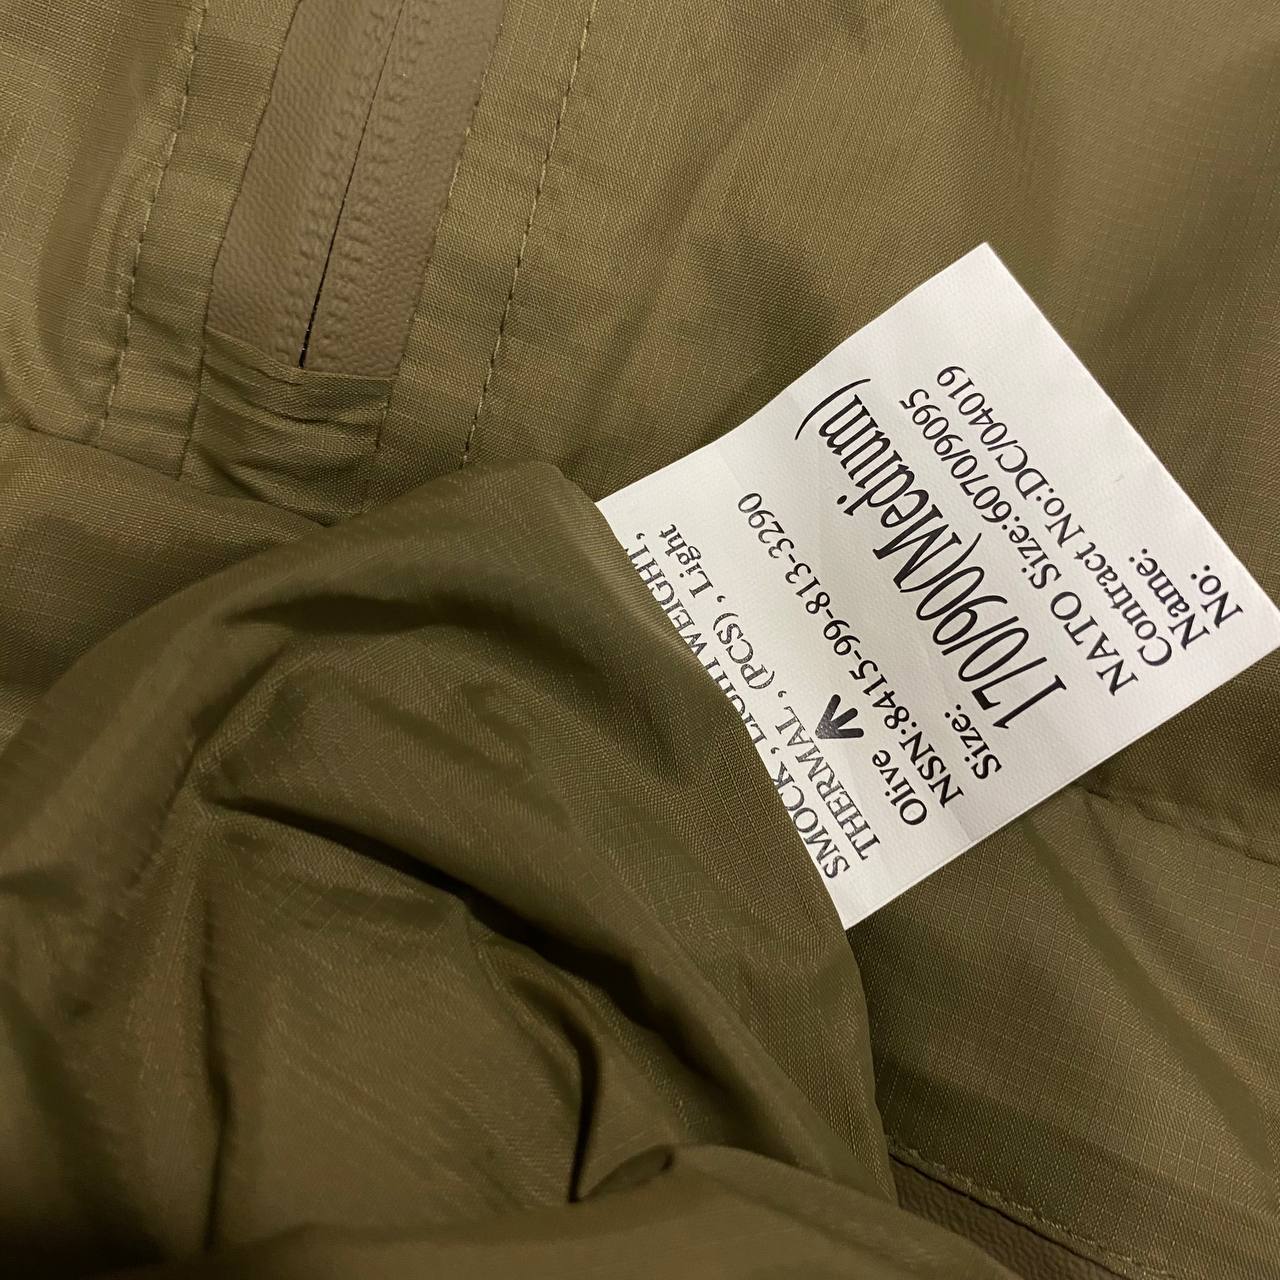 SMOCK , LIGHTWEIGHT,
THERMAL , (PCS) , Light
Olive
NSN:8415-99-813-3290
Size:
170/90(Medium)
NATO Size:6070/9095
Contract No:DC/04019
Name:
No: